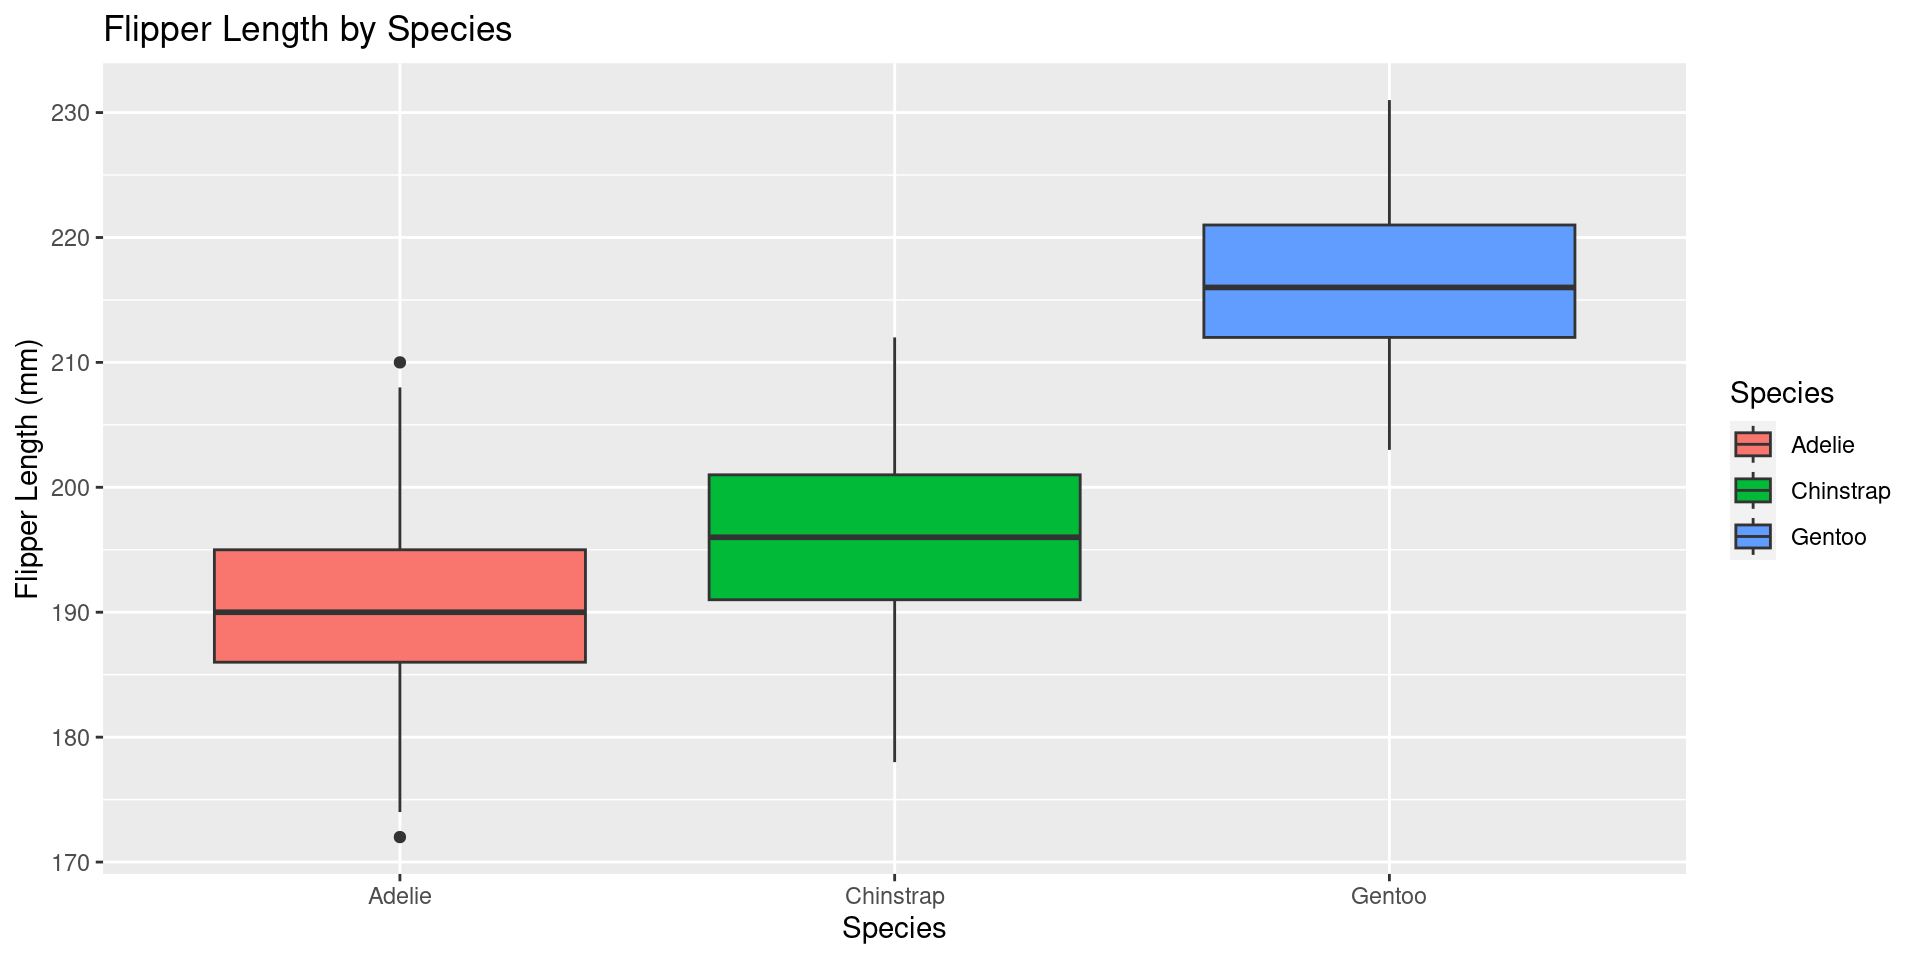 Flipper Length by Species
Flipper Length (mm)
230
220
210
200
190
180
170
Adelie
Chinstrap
Gentoo
Species
Species
Adelie
Chinstrap
Gentoo